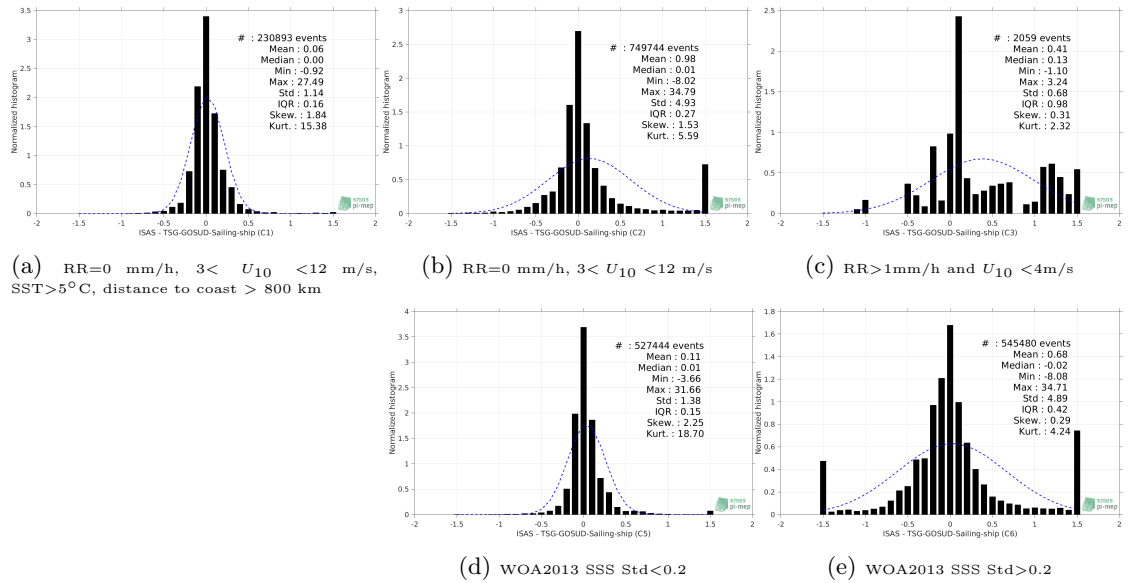 3.5
3
2.5
2
1.5
1
0.5
0
Normalized histogram
# : 230893 events
Mean : 0.06
Median : 0.00
Min : -0.92
Max : 27.49
Std : 1.14
IQR : 0.16
Skew. : 1.84
Kurt. : 15.38
smos
pi-mep
-2 -1.5 -1 -0.5 0 0.5 1 1.5 2
ISAS - TSG-GOSUD-Sailing-ship (C1)
(a) RR=0 mm/h, 3< U10 <12 m/s,
SST>5°C, distance to coast > 800 km
3
2.5
2
1.5
1
0.5
0
Normalized histogram
# : 749744 events
Mean : 0.98
Median : 0.01
Min : -8.02
Max : 34.79
Std : 4.93
IQR : 0.27
Skew. : 1.53
Kurt. : 5.59
smos
pi-mep
-2 -1.5 -1 -0.5 0 0.5 1 1.5 2
ISAS - TSG-GOSUD-Sailing-ship (C2)
(b) RR=0 mm/h, 3< U10 <12 m/s
2.5
2
1.5
1
0.5
0
Normalized histogram
# : 2059 events
Mean : 0.41
Median : 0.13
Min : -1.10
Max : 3.24
Std : 0.68
IQR : 0.98
Skew. : 0.31
Kurt. : 2.32
smos
pi-mep
-2 -1.5 -1 -0.5 0 0.5 1 1.5 2
ISAS - TSG-GOSUD-Sailing-ship (C3)
(c) RR>1mm/h and U10 <4m/s
4
3.5
3
2.5
2
1.5
1
0.5
0
Normalized histogram
# : 527444 events
Mean : 0.11
Median : 0.01
Min : -3.66
Max : 31.66
Std : 1.38
IQR : 0.15
Skew. : 2.25
Kurt. : 18.70
smos
pi-mep
-2 -1.5 -1 -0.5 0 0.5 1 1.5 2
ISAS - TSG-GOSUD-Sailing-ship (C5)
(d) WOA2013 SSS Std<0.2
1.8
1.6
1.4
1.2
1
0.8
0.6
0.4
0.2
0
Normalized histogram
# : 545480 events
Mean : 0.68
Median : -0.02
Min : -8.08
Max : 34.71
Std : 4.89
IQR : 0.42
Skew. : 0.29
Kurt. : 4.24
smos
pi-mep
-2 -1.5 -1 -0.5 0 0.5 1 1.5 2
ISAS - TSG-GOSUD-Sailing-ship (C6)
(e) WOA2013 SSS Std>0.2